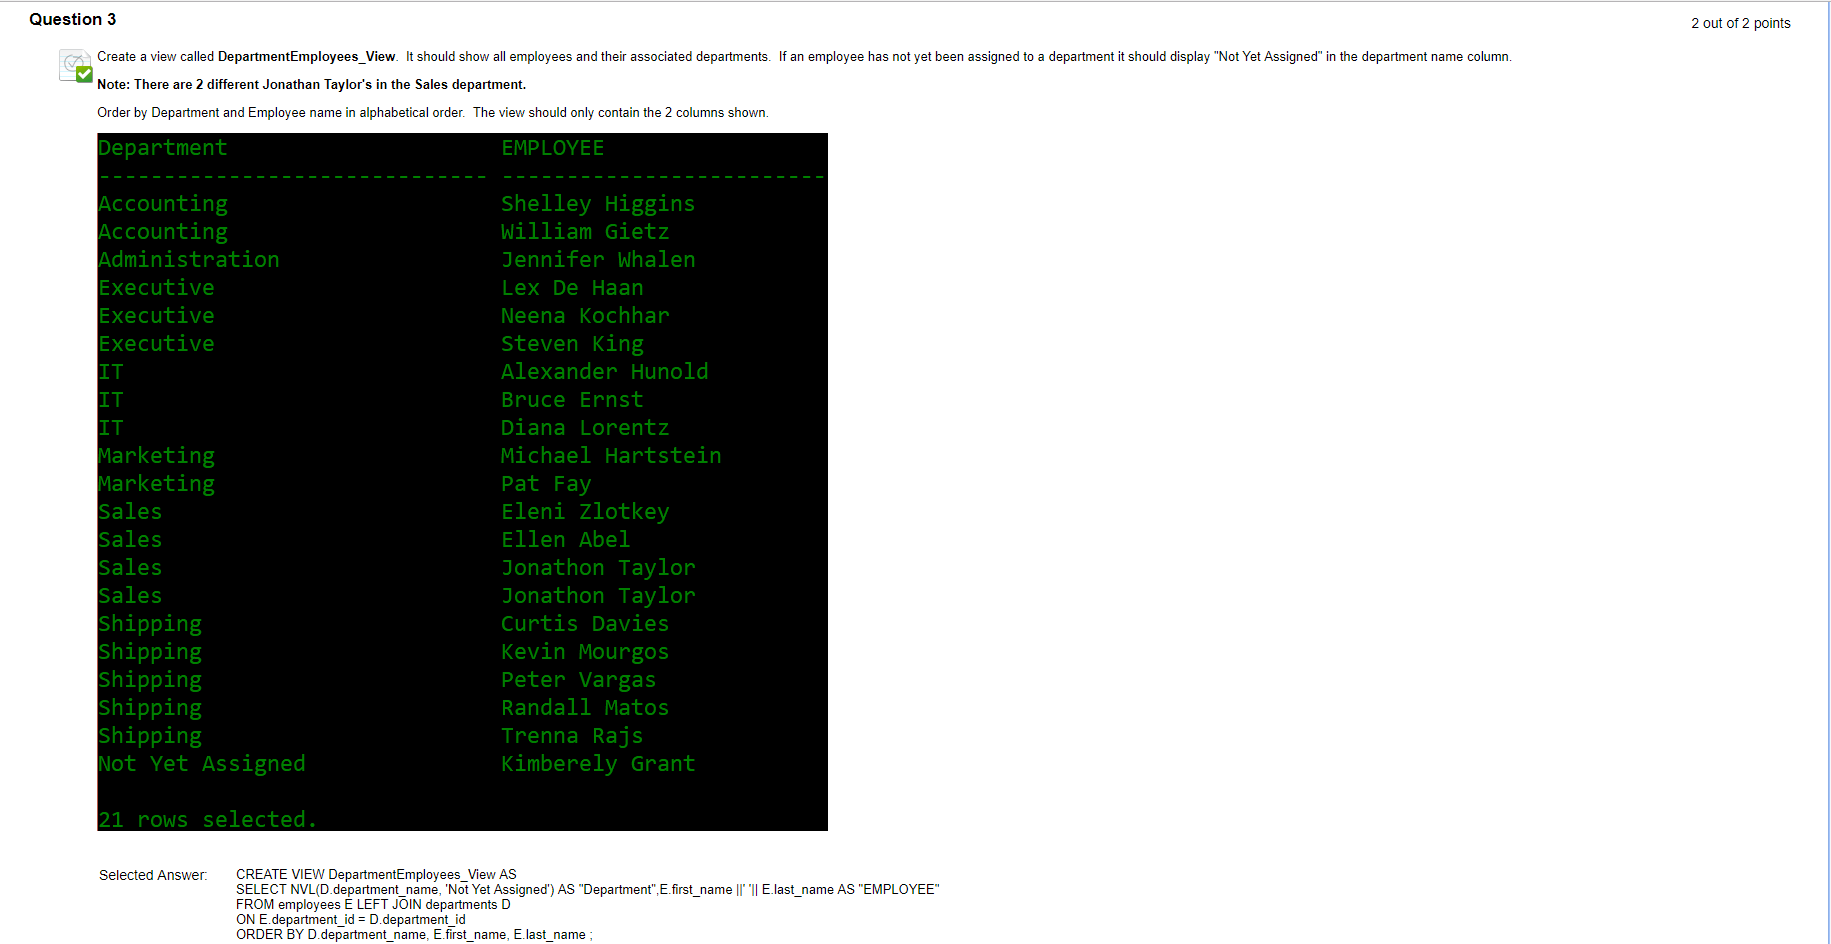 Question 3
2 out of 2 points
Create a view called DepartmentEmployees_View. It should show all employees and their associated departments. If an employee has not yet been assigned to a department it should display "Not Yet Assigned" in the department name column.
Note: There are 2 different Jonathan Taylor's in the Sales department.
Order by Department and Employee name in alphabetical order. The view should only contain the 2 columns shown.
Department EMPLOYEE
------------------------------ -------------------------
Accounting Shelley Higgins
Accounting William Gietz
Administration Jennifer Whalen
Executive Lex De Haan
Executive Neena Kochhar
Executive Steven King
IT Alexander Hunold
IT Bruce Ernst
IT Diana Lorentz
Marketing Michael Hartstein
Marketing Pat Fay
Sales Eleni Zlotkey
Sales Ellen Abel
Sales Jonathon Taylor
Sales Jonathon Taylor
Shipping Curtis Davies
Shipping Kevin Mourgos
Shipping Peter Vargas
Shipping Randall Matos
Shipping Trenna Rajs
Not Yet Assigned Kimberely Grant
21 rows selected.
Selected Answer: CREATE VIEW DepartmentEmployees_View AS
SELECT NVL(D.department_name, 'Not Yet Assigned') AS "Department",E.first_name ||' '|| E.last_name AS "EMPLOYEE"
FROM employees E LEFT JOIN departments D
ON E.department_id = D.department_id
ORDER BY D.department_name, E.first_name, E.last_name ;